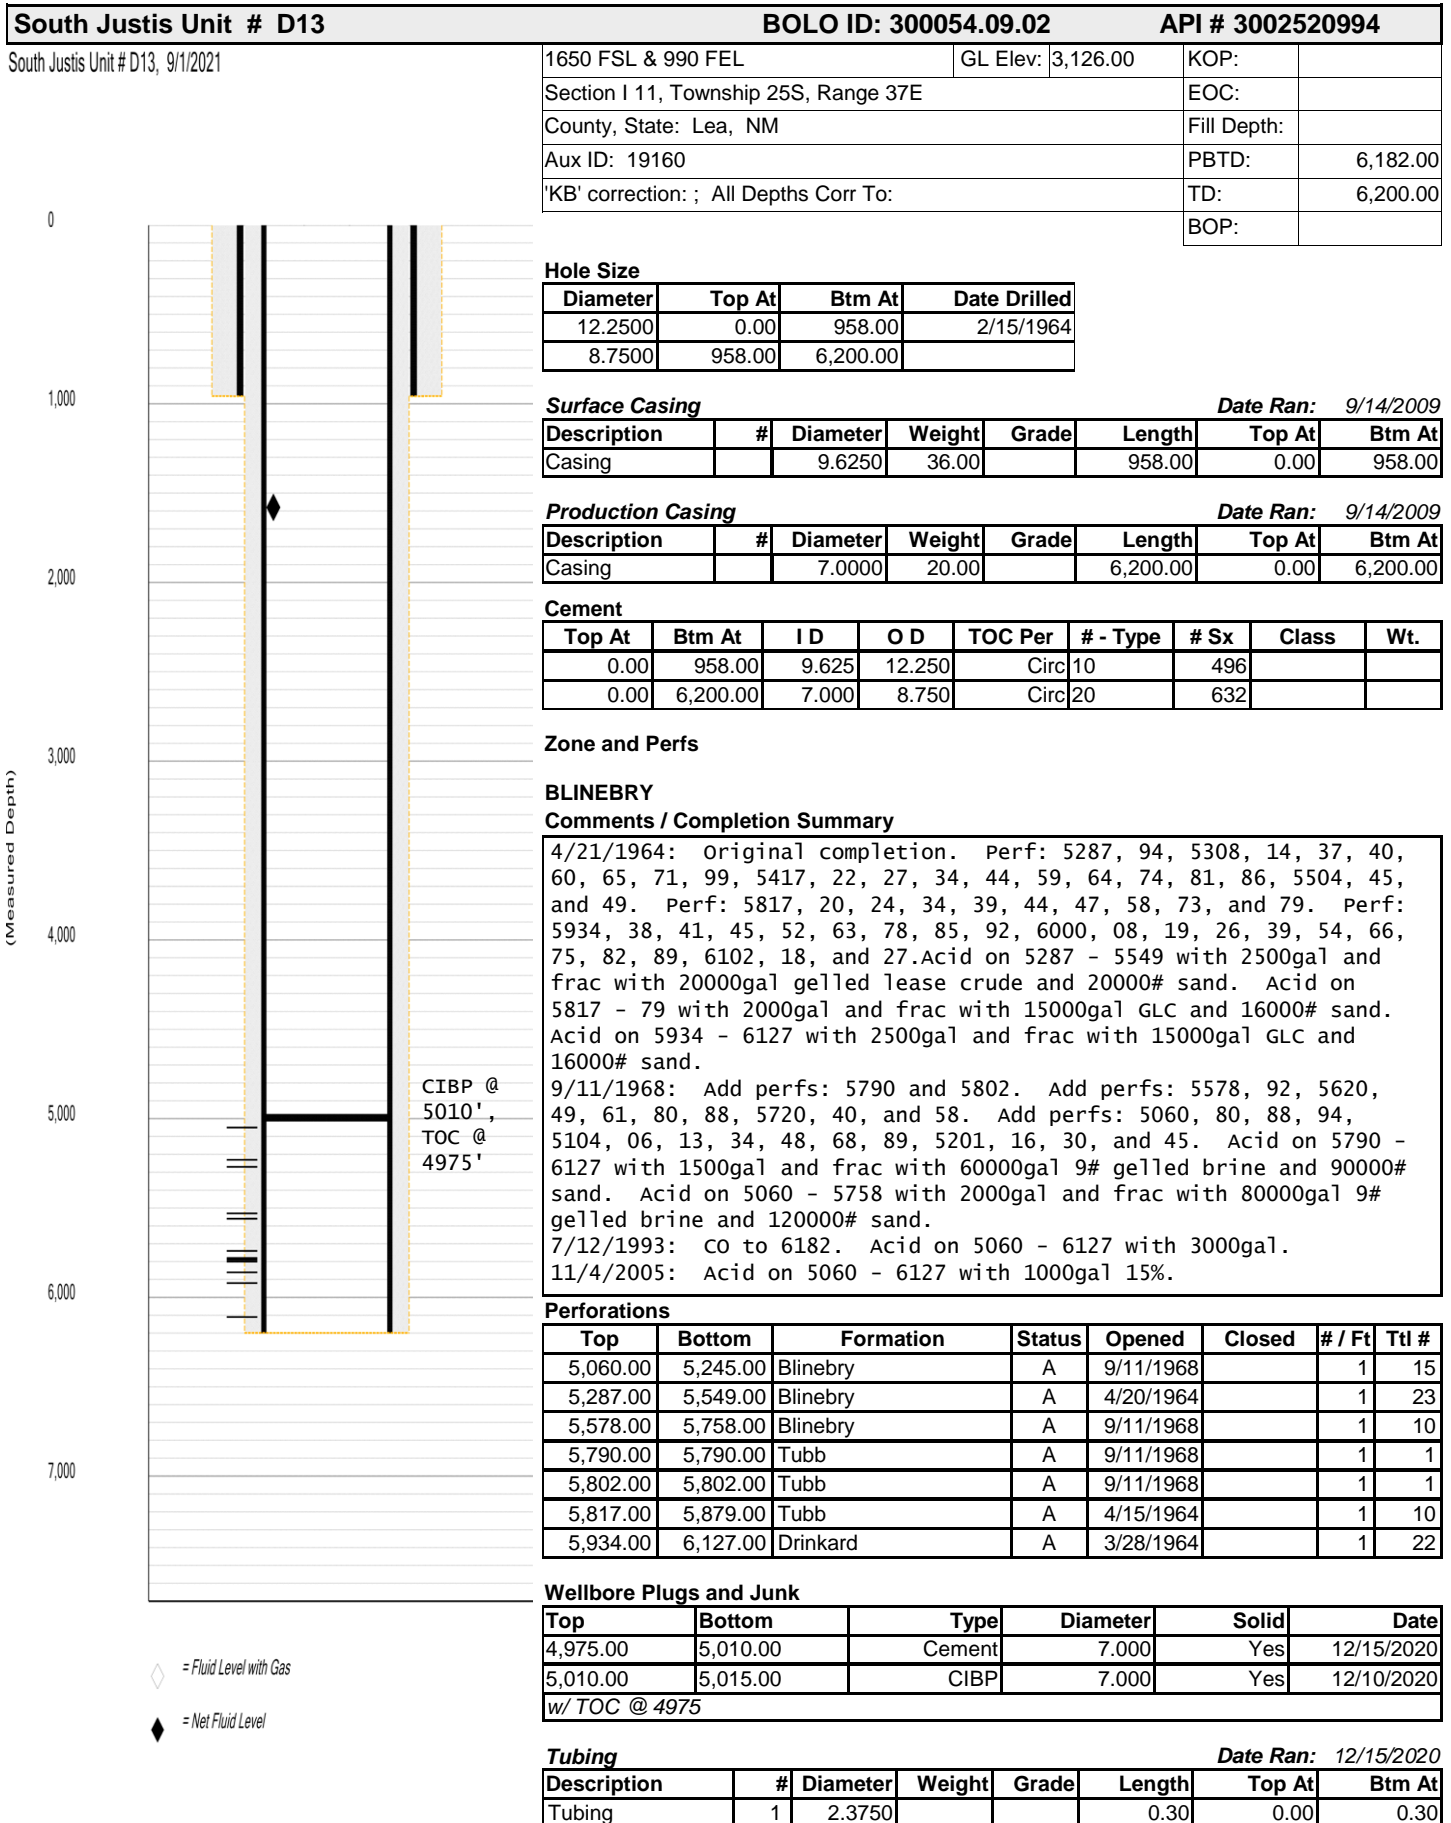 South Justis Unit # D13 BOLO ID: 300054.09.02 API # 3002520994
South Justis Unit # D13, 9/1/2021
1650 FSL & 990 FEL GL Elev: 3,126.00 KOP:
Section I 11, Township 25S, Range 37E EOC:
County, State: Lea, NM Fill Depth:
Aux ID: 19160 PBTD: 6,182.00
'KB' correction: ; All Depths Corr To: TD: 6,200.00
BOP:
0
1,000
2,000
3,000
4,000
5,000
6,000
7,000
(Measured Depth)
CIBP @
5010',
TOC @
4975'
= Fluid Level with Gas
= Net Fluid Level
Hole Size
Diameter Top At Btm At Date Drilled
12.2500 0.00 958.00 2/15/1964
8.7500 958.00 6,200.00
Surface Casing Date Ran: 9/14/2009
Description # Diameter Weight Grade Length Top At Btm At
Casing 9.6250 36.00 958.00 0.00 958.00
Production Casing Date Ran: 9/14/2009
Description # Diameter Weight Grade Length Top At Btm At
Casing 7.0000 20.00 6,200.00 0.00 6,200.00
Cement
Top At Btm At I D O D TOC Per # - Type # Sx Class Wt.
0.00 958.00 9.625 12.250 Circ 10 496
0.00 6,200.00 7.000 8.750 Circ 20 632
Zone and Perfs
BLINEBRY
Comments / Completion Summary
4/21/1964: Original completion. Perf: 5287, 94, 5308, 14, 37, 40,
60, 65, 71, 99, 5417, 22, 27, 34, 44, 59, 64, 74, 81, 86, 5504, 45,
and 49. Perf: 5817, 20, 24, 34, 39, 44, 47, 58, 73, and 79. Perf:
5934, 38, 41, 45, 52, 63, 78, 85, 92, 6000, 08, 19, 26, 39, 54, 66,
75, 82, 89, 6102, 18, and 27.Acid on 5287 - 5549 with 2500gal and
frac with 20000gal gelled lease crude and 20000# sand. Acid on
5817 - 79 with 2000gal and frac with 15000gal GLC and 16000# sand.
Acid on 5934 - 6127 with 2500gal and frac with 15000gal GLC and
16000# sand.
9/11/1968: Add perfs: 5790 and 5802. Add perfs: 5578, 92, 5620,
49, 61, 80, 88, 5720, 40, and 58. Add perfs: 5060, 80, 88, 94,
5104, 06, 13, 34, 48, 68, 89, 5201, 16, 30, and 45. Acid on 5790 -
6127 with 1500gal and frac with 60000gal 9# gelled brine and 90000#
sand. Acid on 5060 - 5758 with 2000gal and frac with 80000gal 9#
gelled brine and 120000# sand.
7/12/1993: CO to 6182. Acid on 5060 - 6127 with 3000gal.
11/4/2005: Acid on 5060 - 6127 with 1000gal 15%.
Perforations
Top Bottom Formation Status Opened Closed # / Ft Ttl #
5,060.00 5,245.00 Blinebry A 9/11/1968 1 15
5,287.00 5,549.00 Blinebry A 4/20/1964 1 23
5,578.00 5,758.00 Blinebry A 9/11/1968 1 10
5,790.00 5,790.00 Tubb A 9/11/1968 1 1
5,802.00 5,802.00 Tubb A 9/11/1968 1 1
5,817.00 5,879.00 Tubb A 4/15/1964 1 10
5,934.00 6,127.00 Drinkard A 3/28/1964 1 22
Wellbore Plugs and Junk
Top Bottom Type Diameter Solid Date
4,975.00 5,010.00 Cement 7.000 Yes 12/15/2020
5,010.00 5,015.00 CIBP 7.000 Yes 12/10/2020
w/ TOC @ 4975
Tubing Date Ran: 12/15/2020
Description # Diameter Weight Grade Length Top At Btm At
Tubing 1 2.3750 0.30 0.00 0.30